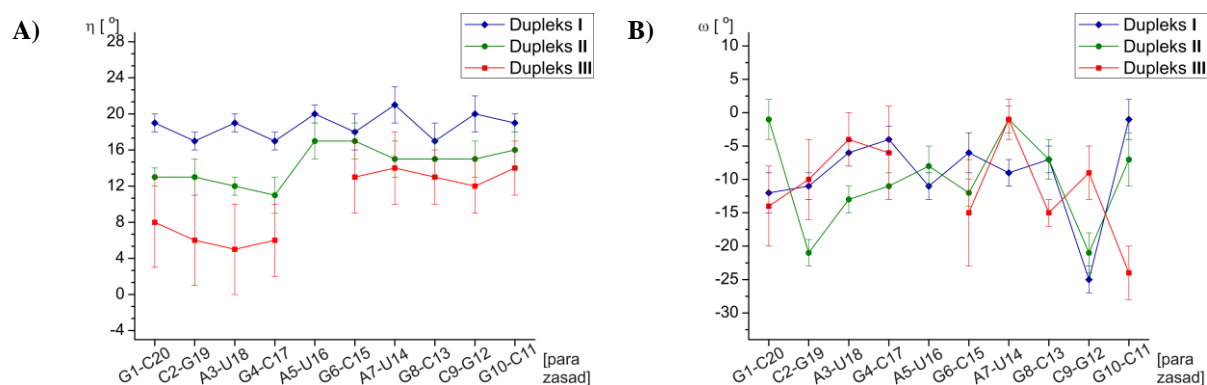 A)
η [ °]
Dupleks I
Dupleks II
Dupleks III
28
24
20
16
12
8
4
0
-4
G1-C20
C2-G19
A3-U18
G4-C17
A5-U16
G6-C15
A7-U14
G8-C13
C9-G12
G10-C11
[para
zasad]
B)
ω [ °]
Dupleks I
Dupleks II
Dupleks III
10
5
0
-5
-10
-15
-20
-25
-30
G1-C20
C2-G19
A3-U18
G4-C17
A5-U16
G6-C15
A7-U14
G8-C13
C9-G12
G10-C11
[para
zasad]